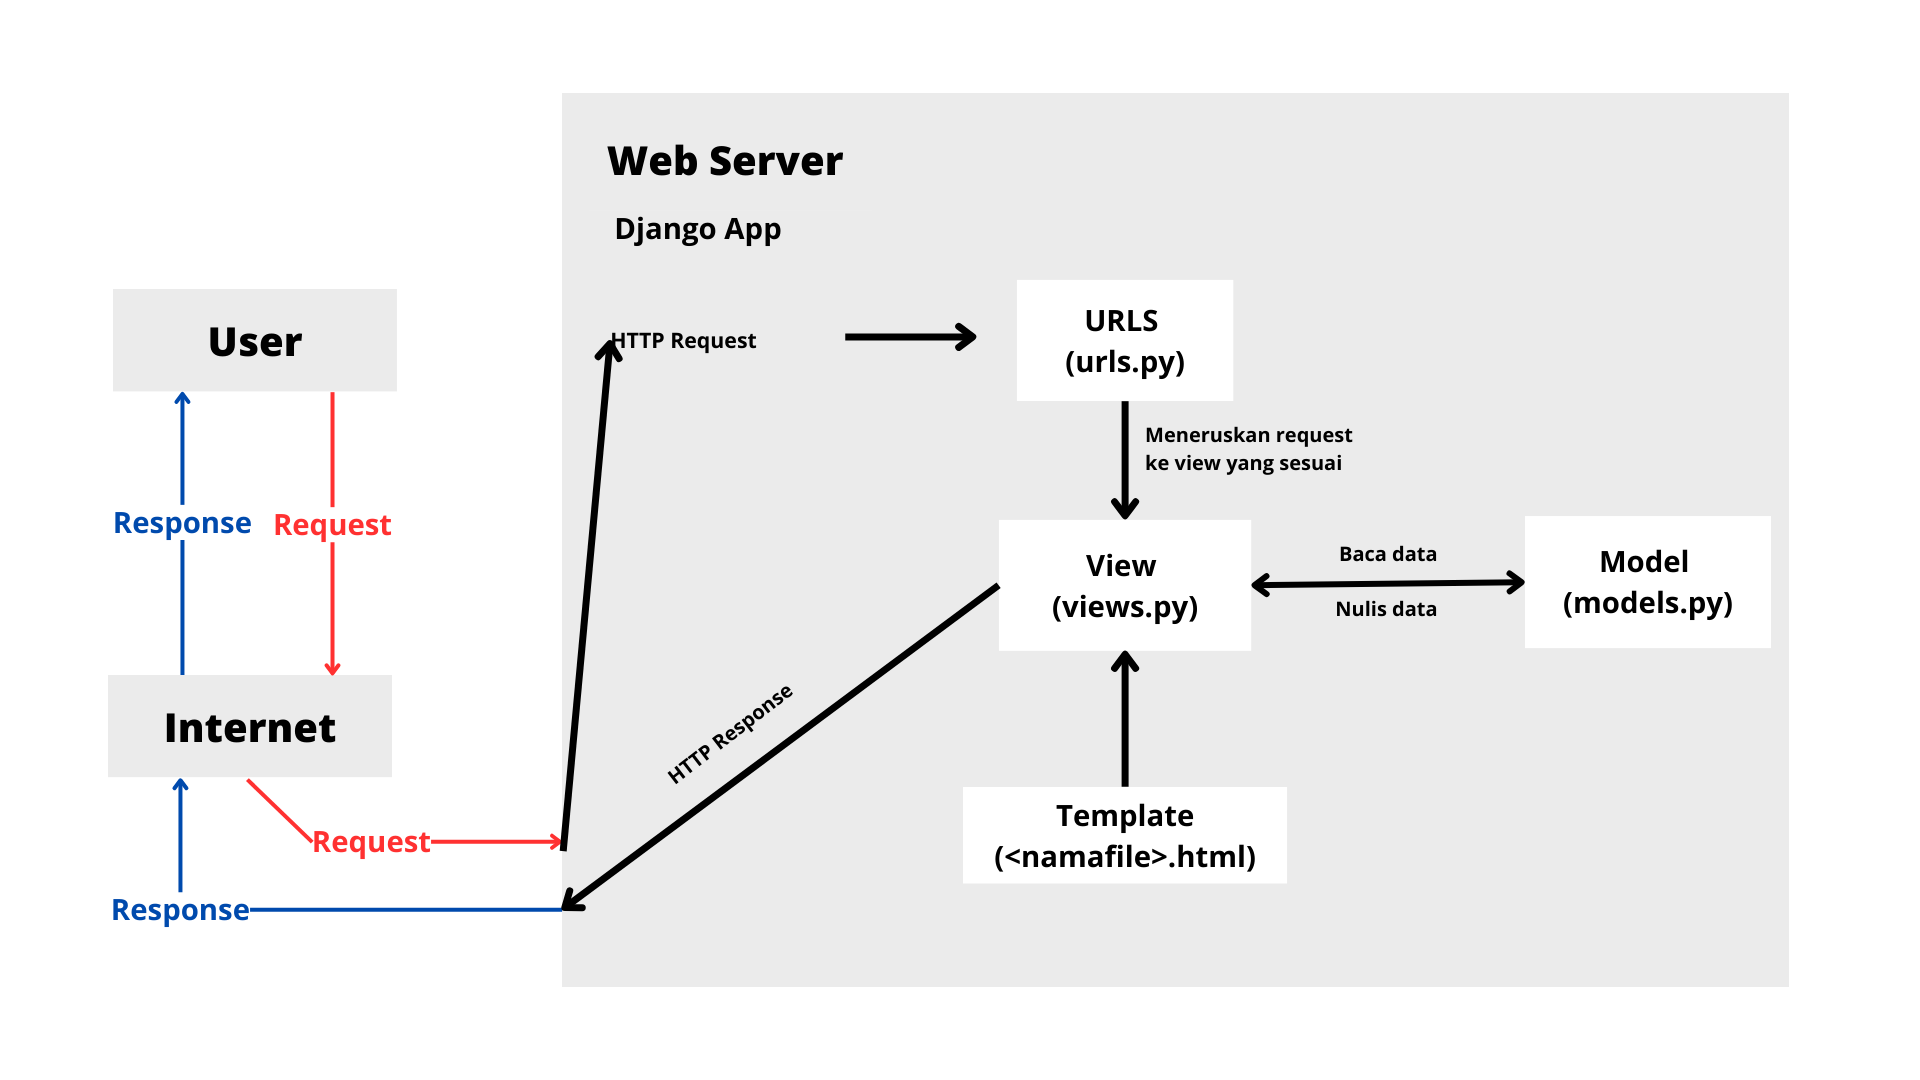 Web Server
Django App
User
HTTP Request
URLS
(urls.py)
Meneruskan request
ke view yang sesuai
Response
Request
View
(views.py)
Baca data
Nulis data
Model
(models.py)
Internet
HTTP Response
Template
(<namafile>.html)
Request
Response